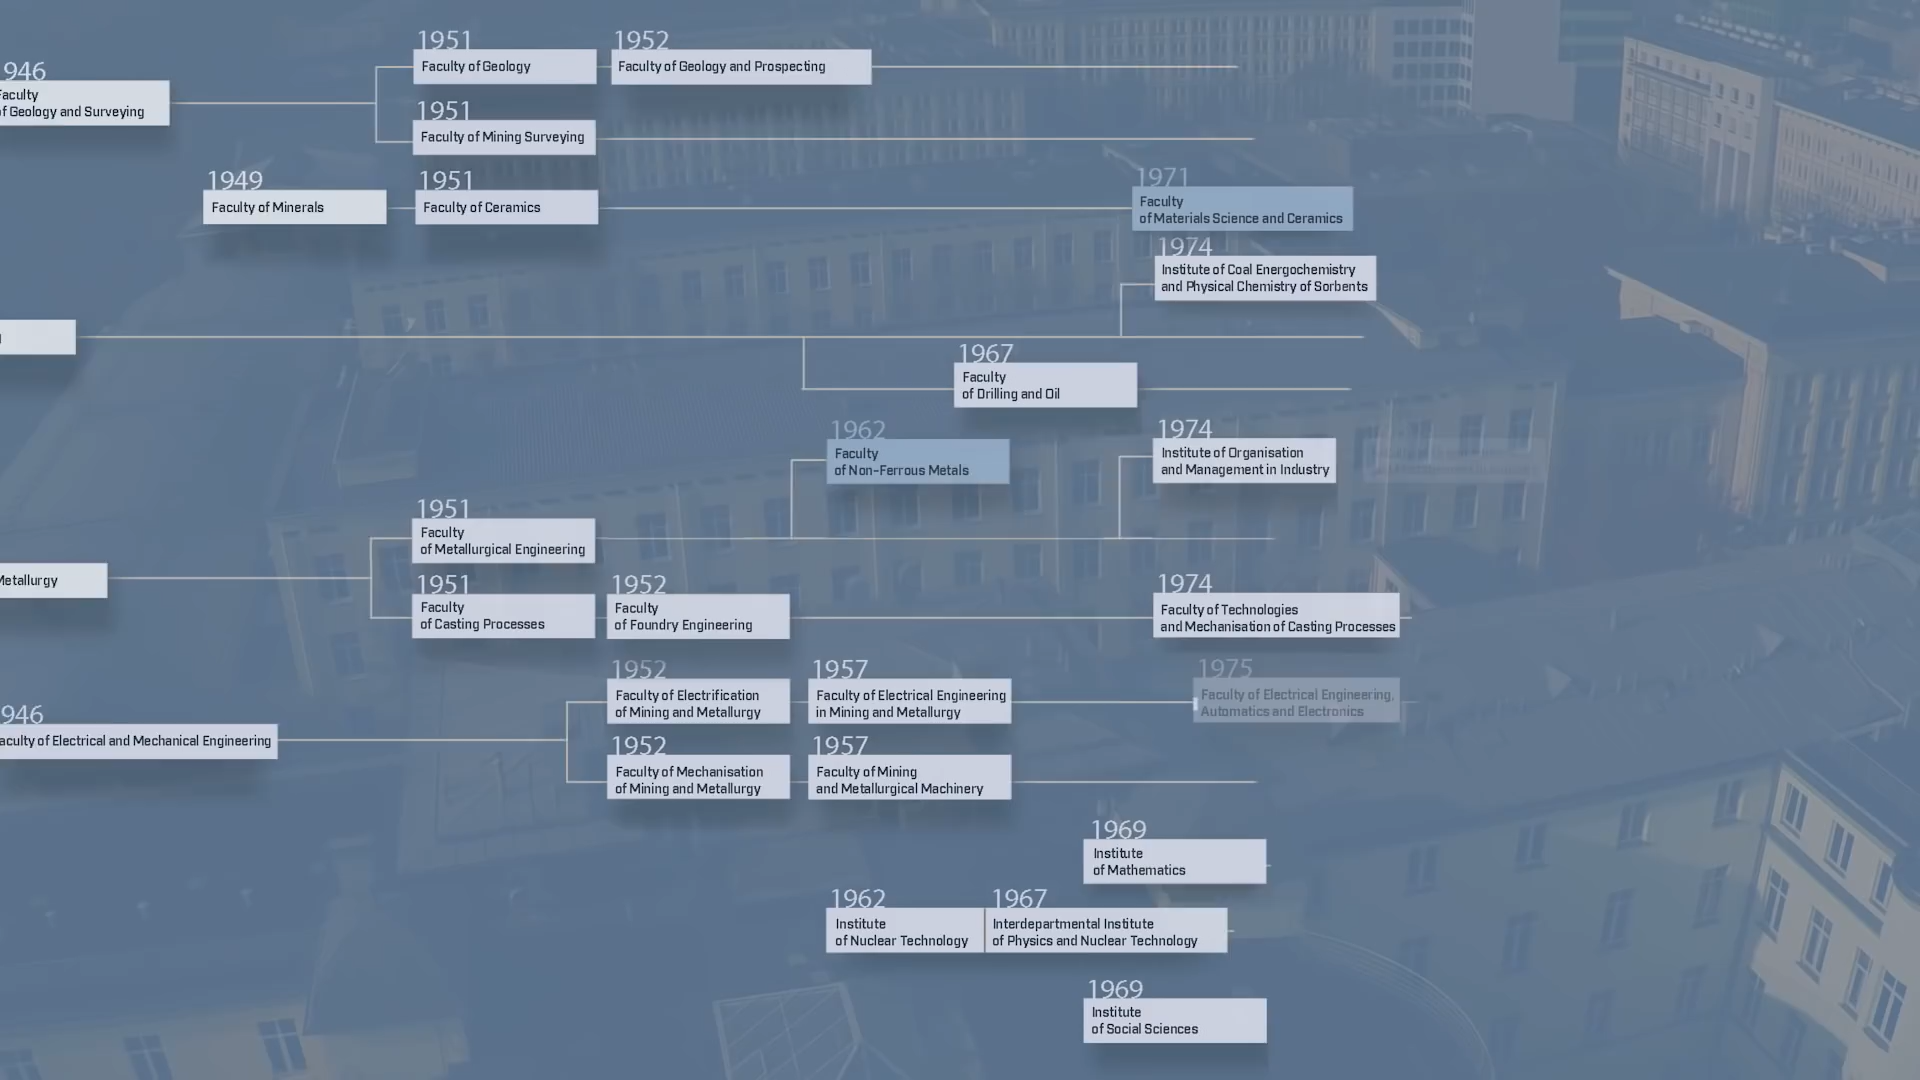 1951
Faculty of Geology
1952
Faculty of Geology and Prospecting
946
Faculty
of Geology and Surveying
1951
Faculty of Mining Surveying
1949
Faculty of Minerals
1951
Faculty of Ceramics
1971
Faculty
of Materials Science and Ceramics
1974
Institute of Coal Energochemistry
and Physical Chemistry of Sorbents
1967
Faculty
of Drilling and Oil
1962
Faculty
of Non-Ferrous Metals
1974
Institute of Organisation
and Management in Industry
1951
Faculty
of Metallurgical Engineering
Metallurgy
1951
Faculty
of Casting Processes
1952
Faculty
of Foundry Engineering
1974
Faculty of Technologies
and Mechanisation of Casting Processes
1952
Faculty of Electrification
of Mining and Metallurgy
1957
Faculty of Electrical Engineering
in Mining and Metallurgy
1975
Faculty of Electrical Engineering,
Automatics and Electronics
946
aculty of Electrical and Mechanical Engineering
1952
Faculty of Mechanisation
of Mining and Metallurgy
1957
Faculty of Mining
and Metallurgical Machinery
1969
Institute
of Mathematics
1962
Institute
of Nuclear Technology
1967
Interdepartmental Institute
of Physics and Nuclear Technology
1969
Institute
of Social Sciences